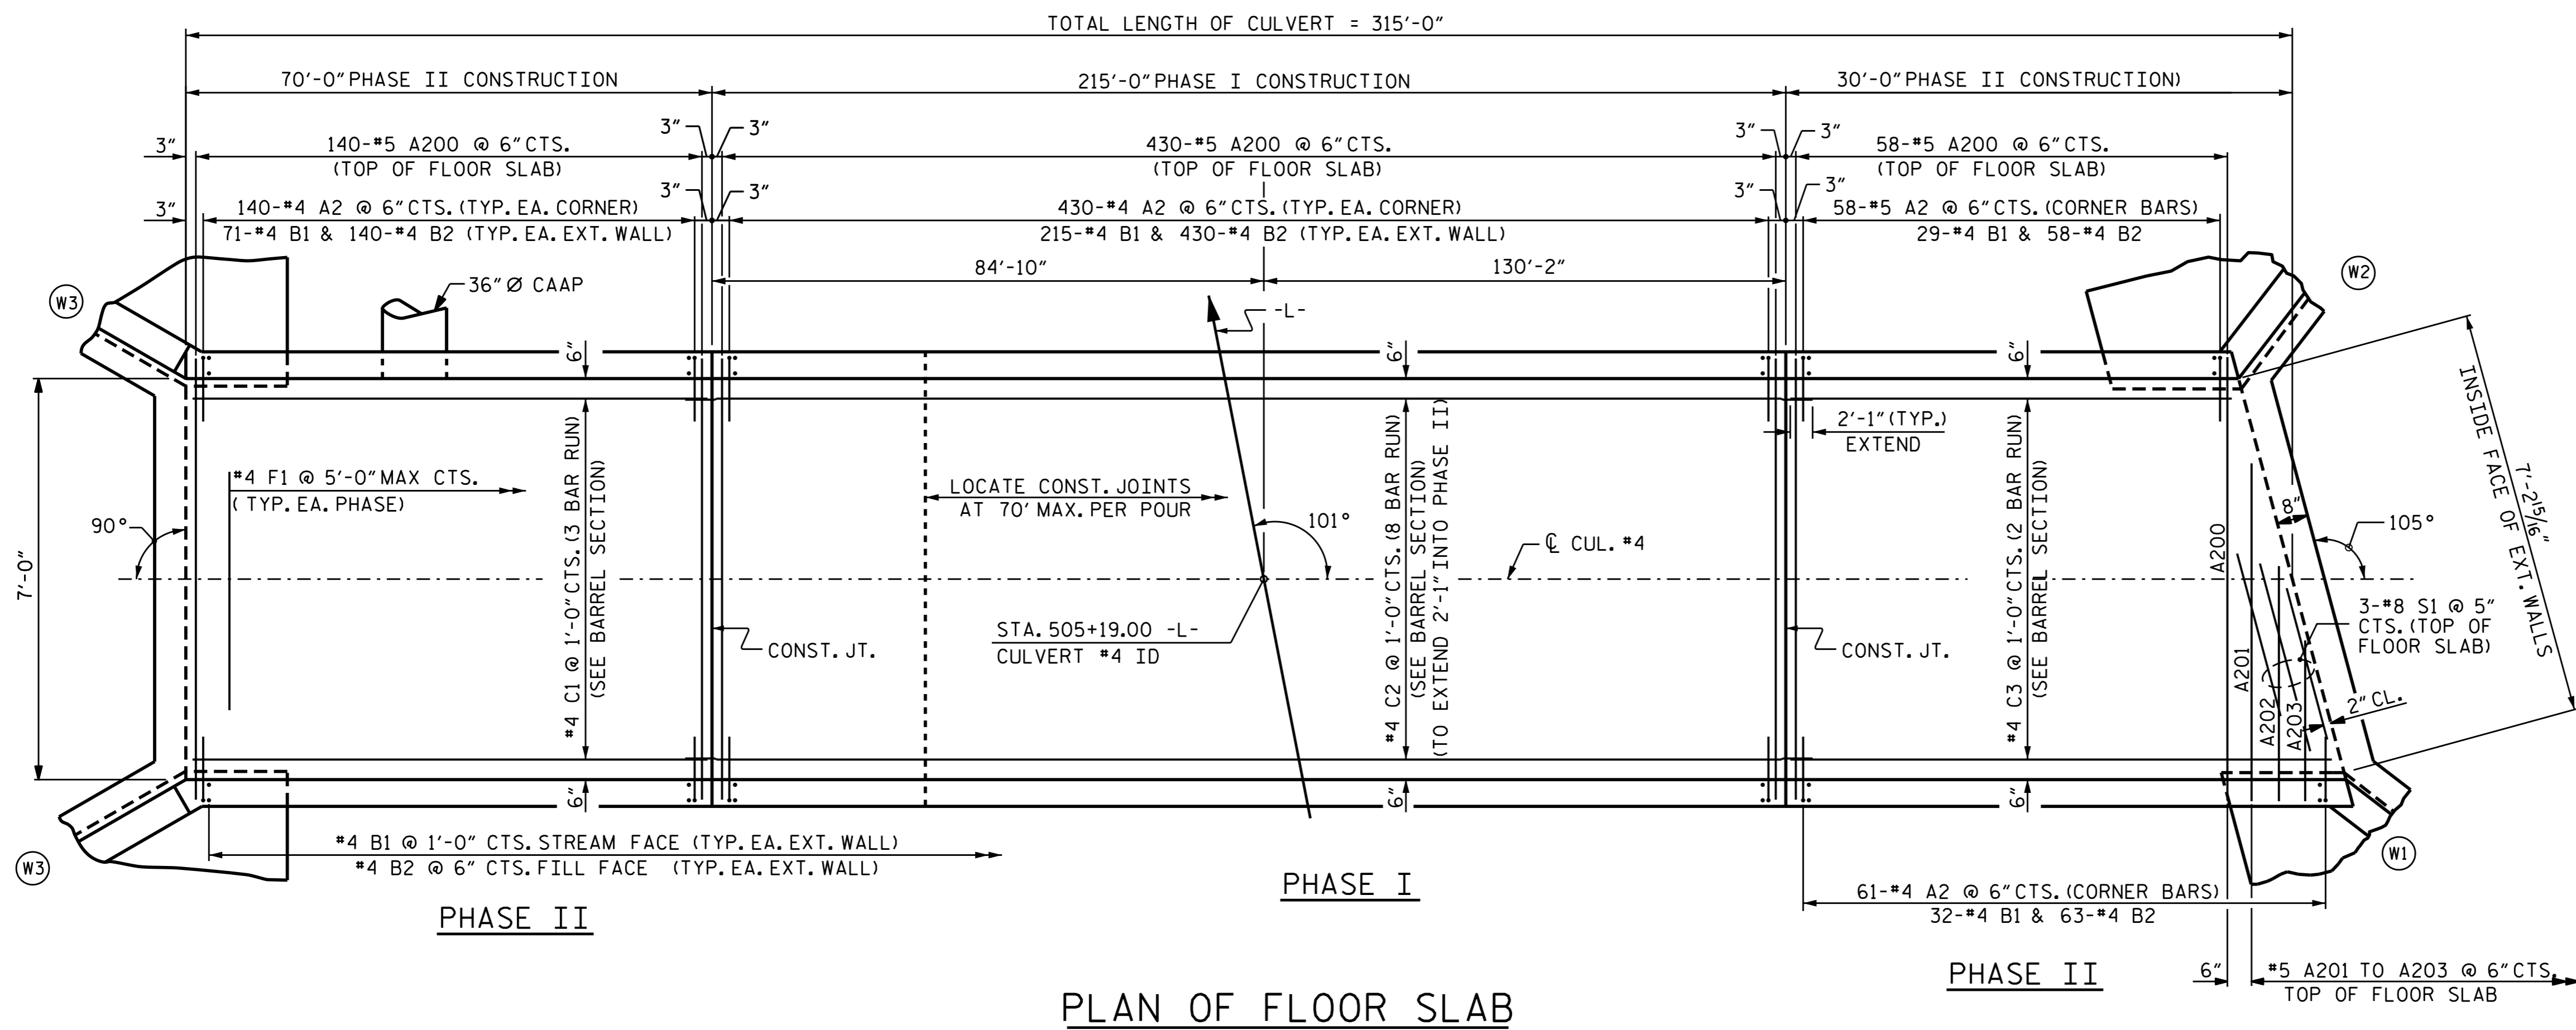 TOTAL LENGTH OF CULVERT = 315'-0"
70'-0" PHASE II CONSTRUCTION
215'-0" PHASE I CONSTRUCTION
30'-0" PHASE II CONSTRUCTION)
3"
140-#5 A200 @ 6" CTS.
(TOP OF FLOOR SLAB)
3"
3"
430-#5 A200 @ 6" CTS.
(TOP OF FLOOR SLAB)
3"
3"
58-#5 A200 @ 6" CTS.
(TOP OF FLOOR SLAB)
3"
140-#4 A2 @ 6" CTS. (TYP. EA. CORNER)
71-#4 B1 & 140-#4 B2 (TYP. EA. EXT. WALL)
3"
3"
430-#4 A2 @ 6" CTS. (TYP. EA. CORNER)
215-#4 B1 & 430-#4 B2 (TYP. EA. EXT. WALL)
3"
3"
58-#5 A2 @ 6" CTS. (CORNER BARS)
29-#4 B1 & 58-#4 B2
84'-10"
130'-2"
W3
36" Ø CAAP
-L-
W2
6"
6"
6"
2'-1" (TYP.)
EXTEND
INSIDE FACE OF EXT. WALLS
7'-2 15/16"
#4 F1 @ 5'-0" MAX CTS.
( TYP. EA. PHASE)
#4 C1 @ 1'-0" CTS. (3 BAR RUN)
(SEE BARREL SECTION)
LOCATE CONST. JOINTS
AT 70' MAX. PER POUR
#4 C2 @ 1'-0" CTS. (8 BAR RUN)
(SEE BARREL SECTION)
(TO EXTEND 2'-1" INTO PHASE II)
#4 C3 @ 1'-0" CTS. (2 BAR RUN)
(SEE BARREL SECTION)
90°
101°
8"
105°
7'-0"
℄ CUL. #4
A200
A201
A202
A203
3-#8 S1 @ 5"
CTS. (TOP OF
FLOOR SLAB)
STA. 505+19.00 -L-
CULVERT #4 ID
CONST. JT.
CONST. JT.
2" CL.
6"
6"
6"
#4 B1 @ 1'-0" CTS. STREAM FACE (TYP. EA. EXT. WALL)
#4 B2 @ 6" CTS. FILL FACE (TYP. EA. EXT. WALL)
W3
W1
PHASE I
61-#4 A2 @ 6" CTS. (CORNER BARS)
32-#4 B1 & 63-#4 B2
PHASE II
PHASE II
6"
#5 A201 TO A203 @ 6" CTS.
TOP OF FLOOR SLAB
PLAN OF FLOOR SLAB